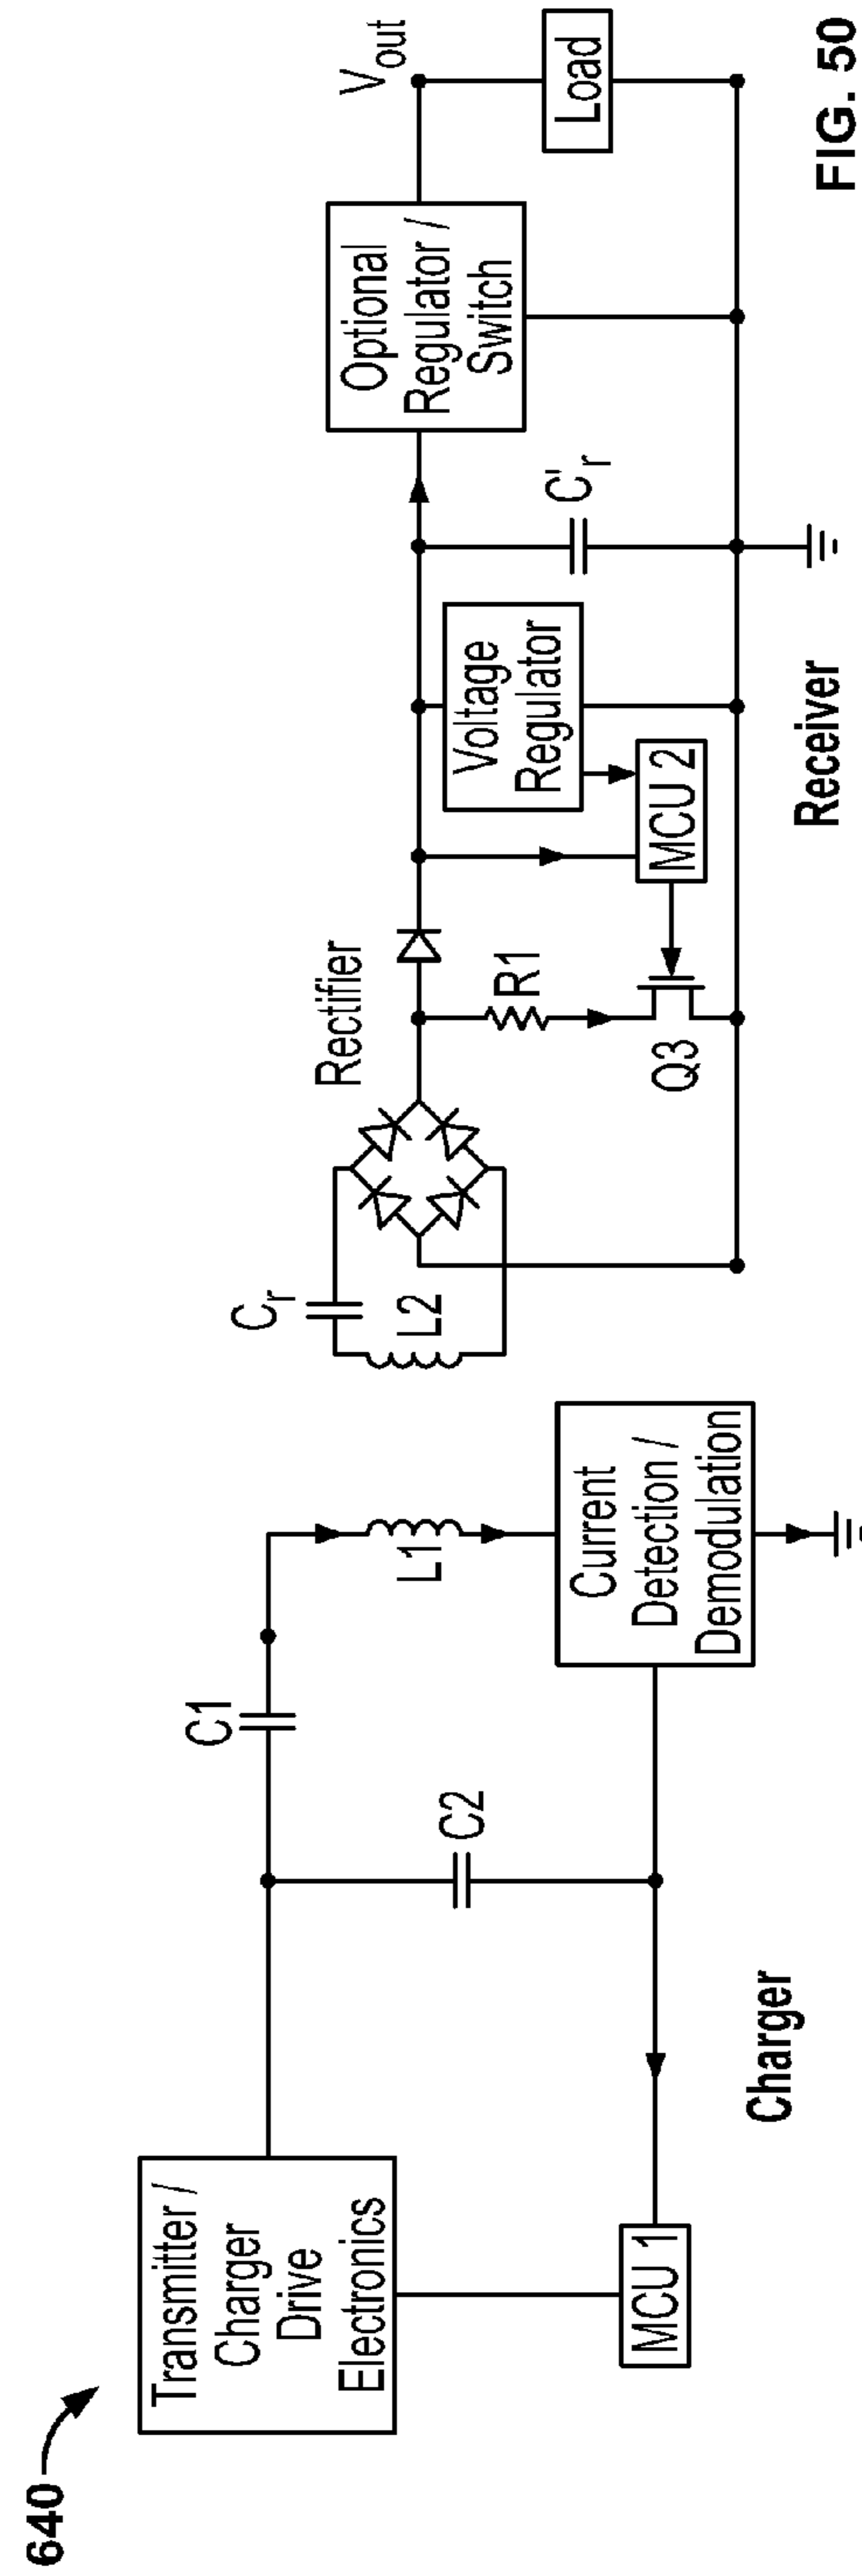 640
Transmitter /
Charger
Drive
Electronics
MCU 1
C2
C1
L1
Current
Detection /
Demodulation
Charger
Cr
L2
Rectifier
R1
Q3
MCU 2
Voltage
Regulator
C'r
Optional
Regulator /
Switch
Vout
Load
Receiver
FIG. 50